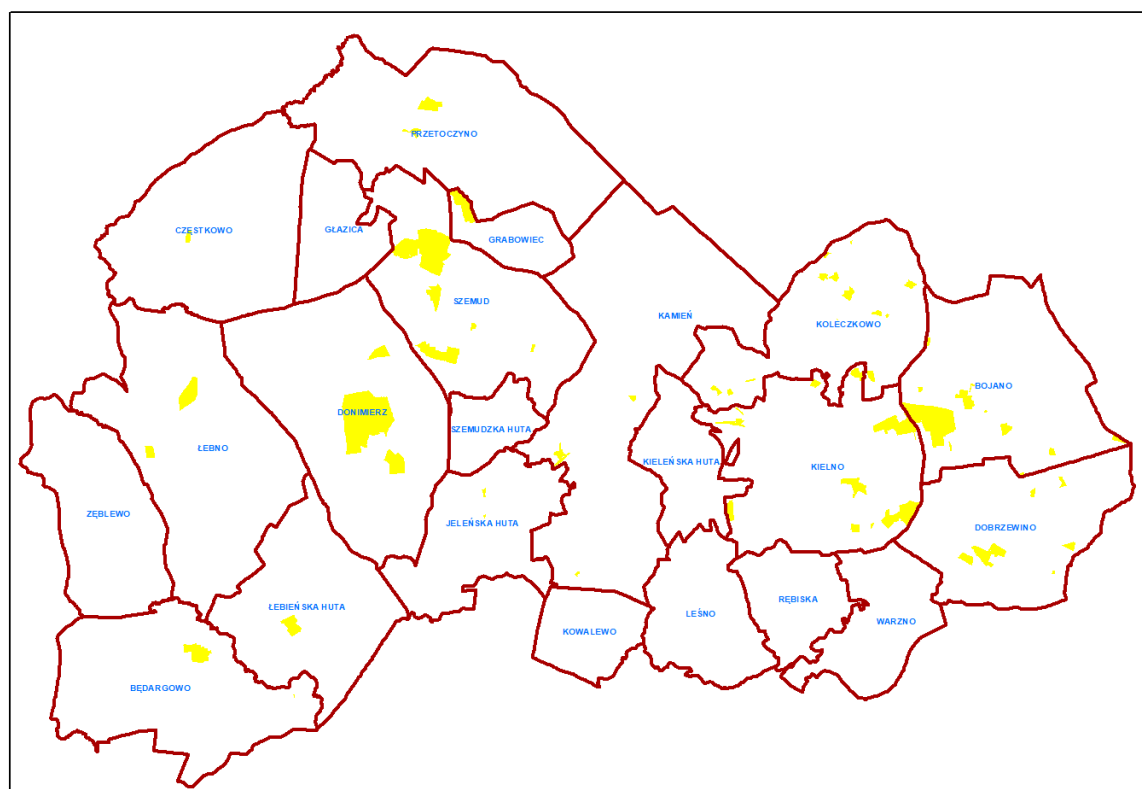 PRZETOCZYNO
CZĘSTKOWO
GŁAZICA
GRABOWIEC
SZEMUD
KAMIEŃ
KOLECZKOWO
BOJANO
DONIMIERZ
SZEMUDZKA HUTA
ŁEBNO
KIELEŃSKA HUTA
KIELNO
ZĘBLEWO
JELEŃSKA HUTA
DOBRZEWINO
ŁEBIEŃSKA HUTA
KOWALEWO
LEŚNO
RĘBISKA
WARZNO
BĘDARGOWO